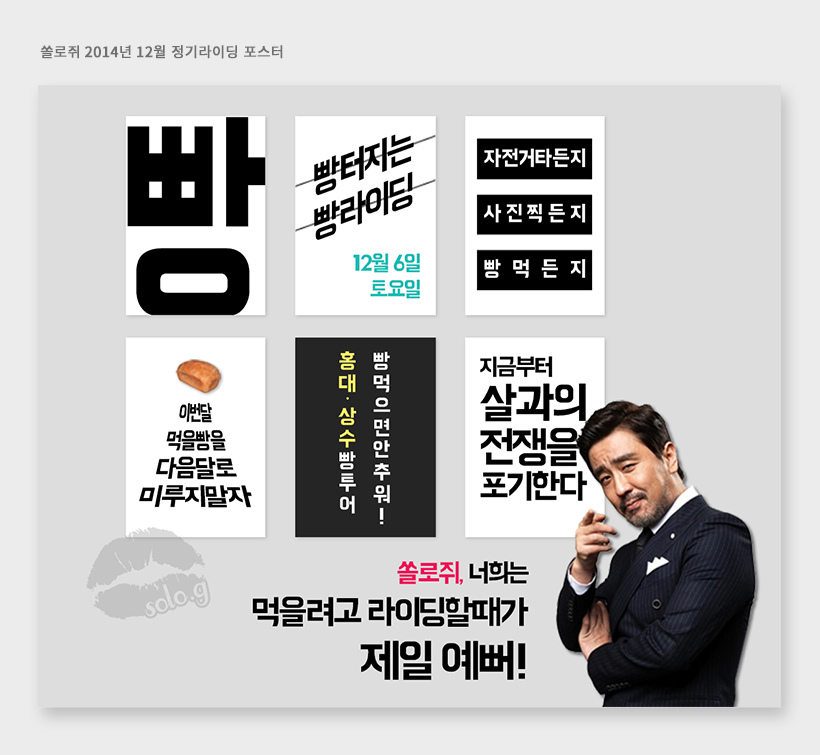 쏠로쥐 2014년 12월 정기라이딩 포스터
빵
빵터지는
빵라이딩
12월 6일
토요일
자전거타든지
사진찍든지
빵먹든지
이번달
먹을빵을
다음달로
미루지말자
빵먹으면안추워!
홍대·상수빵투어
지금부터
살과의
전쟁을
포기한다
solo.g
쏠로쥐, 너희는
먹을려고 라이딩할때가
제일 예뻐!